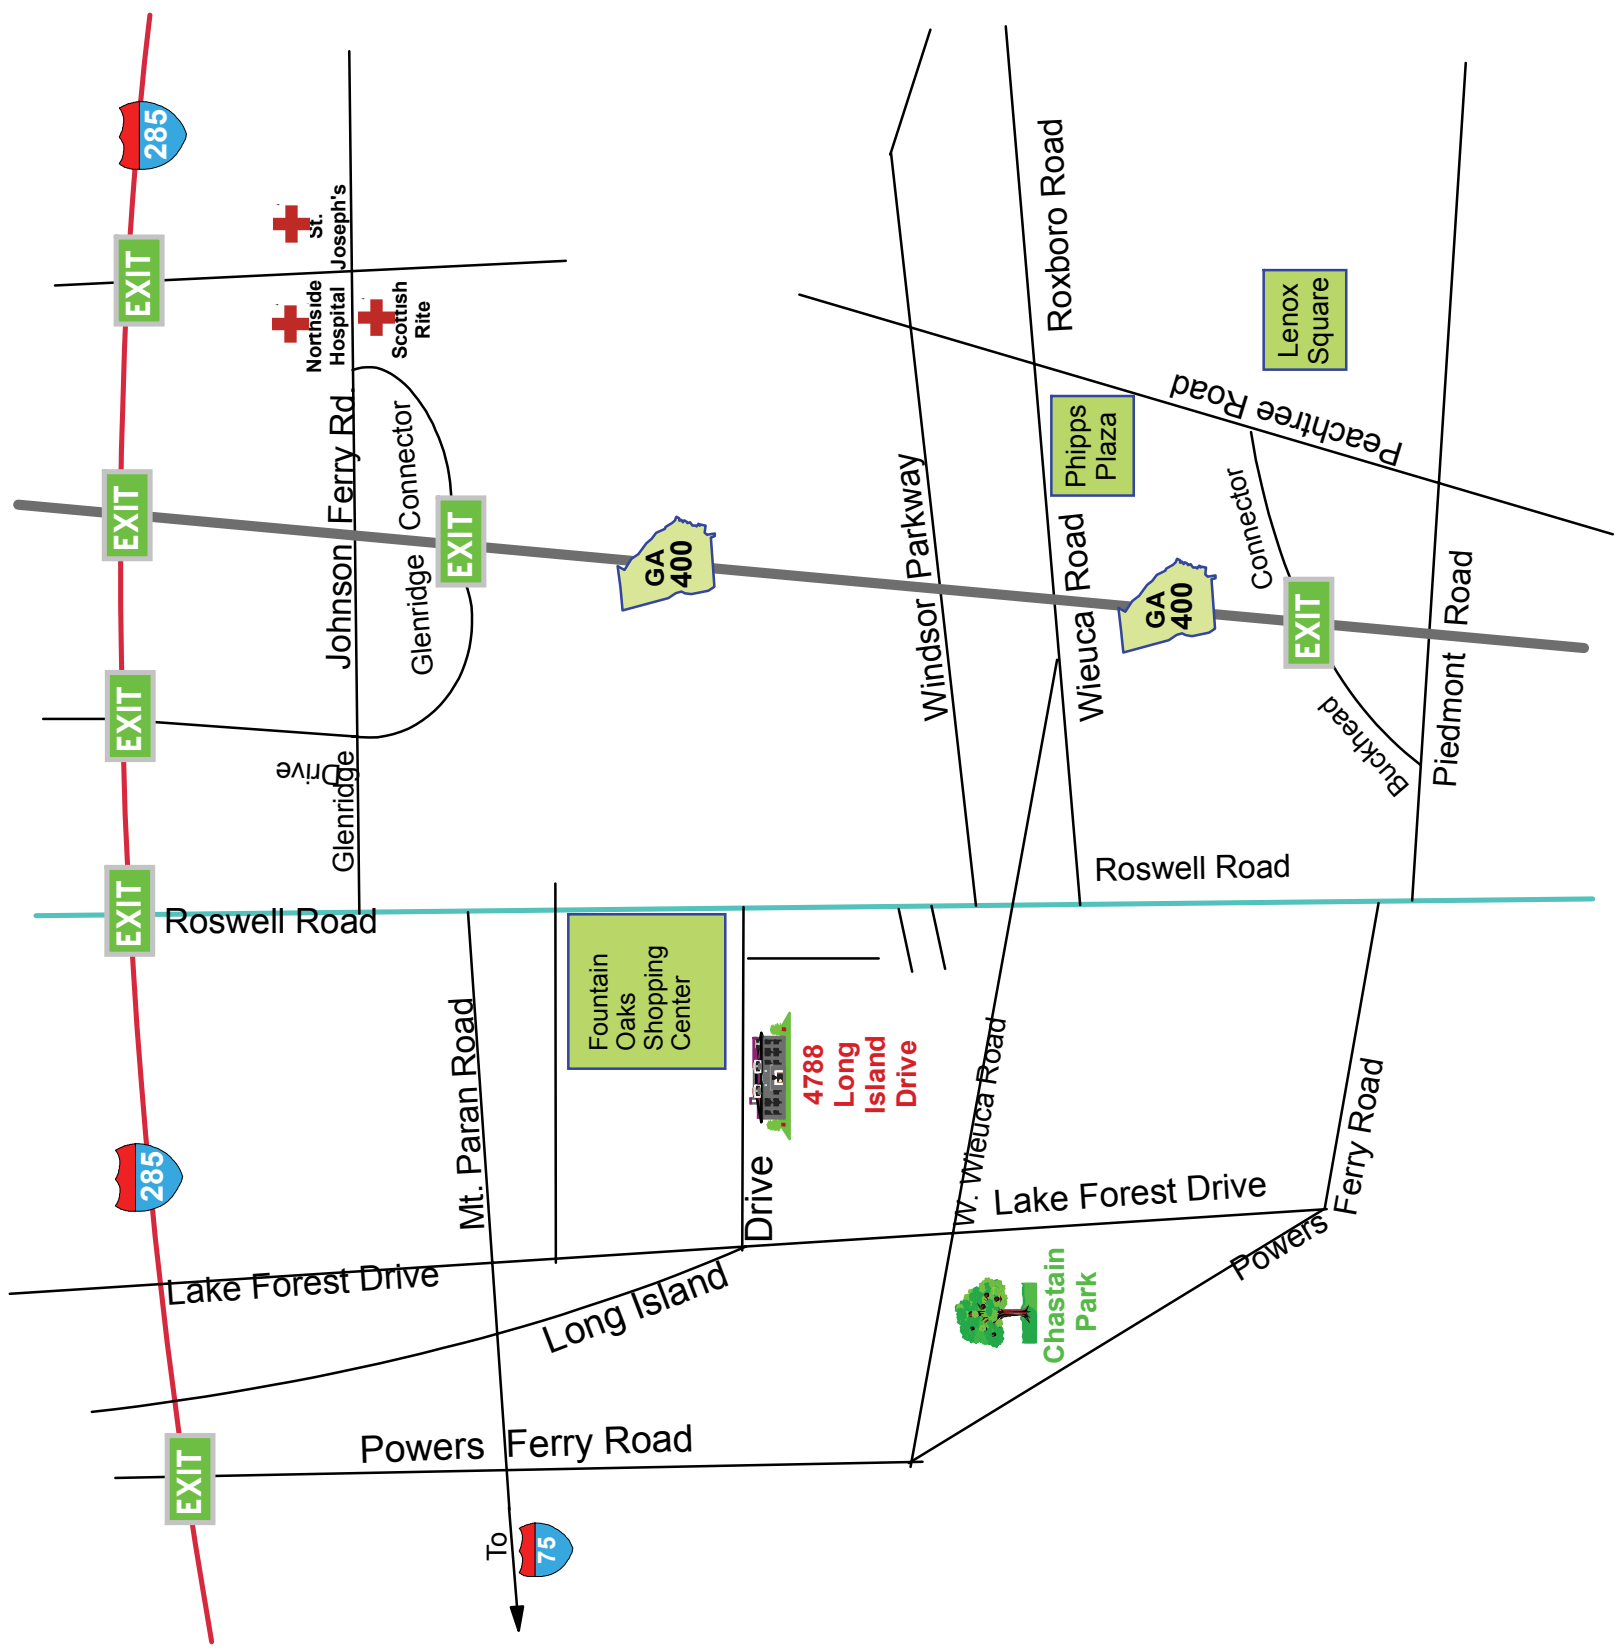 285
EXIT
St.
Joseph's
Northside
Hospital
Scottish
Rite
EXIT
Johnson Ferry Rd.
Glenridge Connector
EXIT
EXIT
Glenridge
Drive
EXIT
Roswell Road
GA
400
Windsor Parkway
Roxboro Road
Wieuca Road
Phipps
Plaza
Lenox
Square
Peachtree Road
GA
400
Buckhead Connector
EXIT
Piedmont Road
Roswell Road
Mt. Paran Road
Fountain
Oaks
Shopping
Center
4788
Long
Island
Drive
285
Lake Forest Drive
Long Island Drive
W. Wieuca Road
Lake Forest Drive
Powers Ferry Road
Chastain
Park
Powers Ferry Road
EXIT
To
75